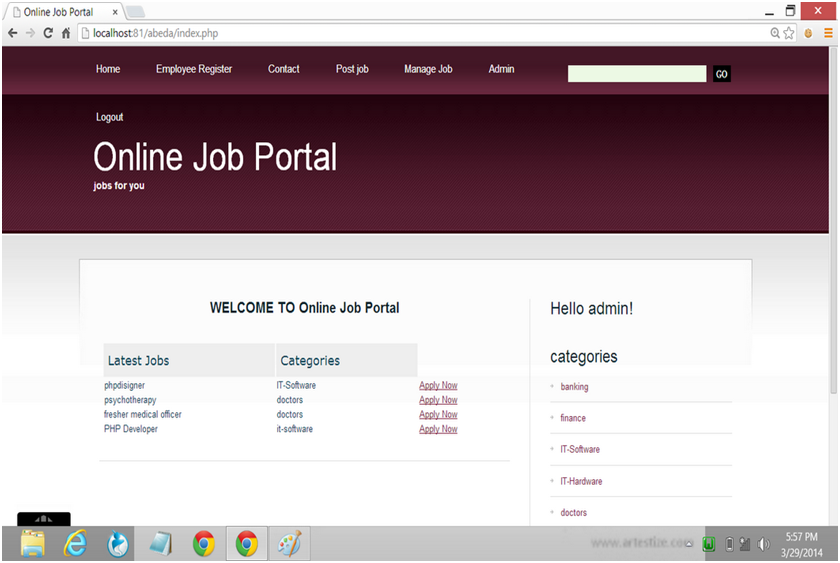 Online Job Portal
localhost:81/abeda/index.php
Home Employee Register Contact Post job Manage Job Admin GO
Logout
Online Job Portal
jobs for you
WELCOME TO Online Job Portal
Latest Jobs Categories
phpdisigner IT-Software Apply Now
psychotherapy doctors Apply Now
fresher medical officer doctors Apply Now
PHP Developer it-software Apply Now
Hello admin!
categories
banking
finance
IT-Software
IT-Hardware
doctors
www.artestize.com
5:57 PM
3/29/2014